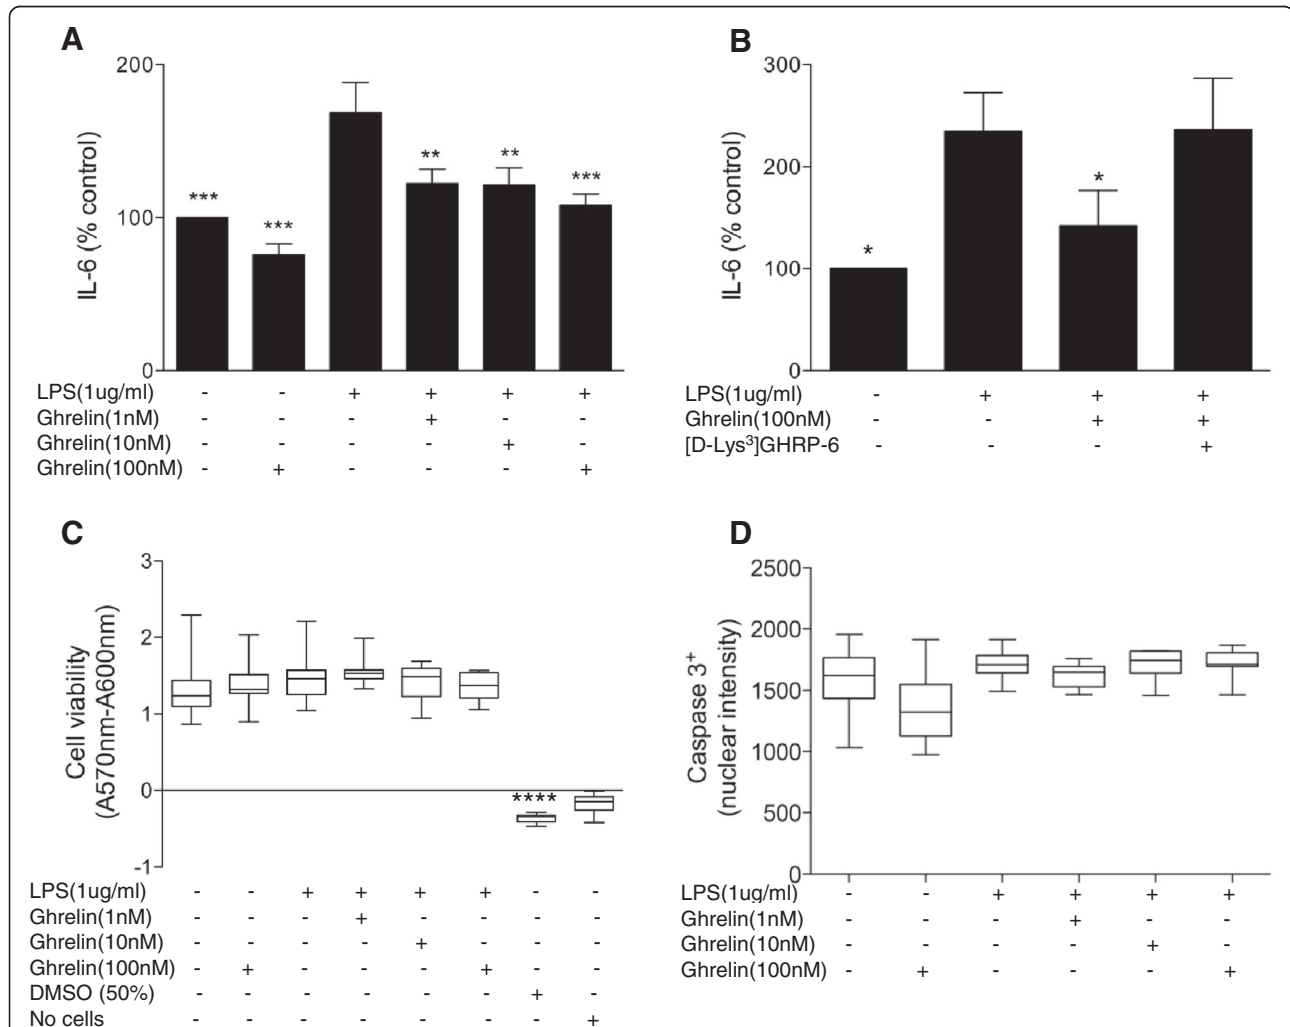 A
200
100
0
IL-6 (% control)
***
***
**
**
***
LPS(1ug/ml) - - + + + +
Ghrelin(1nM) - - - + - -
Ghrelin(10nM) - - - - + -
Ghrelin(100nM) - + - - - +
B
300
200
100
0
IL-6 (% control)
*
*
LPS(1ug/ml) - + + +
Ghrelin(100nM) - - + +
[D-Lys³]GHRP-6 - - - +
C
3
2
1
0
-1
Cell viability
(A570nm-A600nm)
****
LPS(1ug/ml) - - + + + + - -
Ghrelin(1nM) - - - + - - - -
Ghrelin(10nM) - - - - + - - -
Ghrelin(100nM) - + - - - + - -
DMSO (50%) - - - - - - + -
No cells - - - - - - - +
D
2500
2000
1500
1000
500
0
Caspase 3⁺
(nuclear intensity)
LPS(1ug/ml) - - + + + +
Ghrelin(1nM) - - - + - -
Ghrelin(10nM) - - - - + -
Ghrelin(100nM) - + - - - +